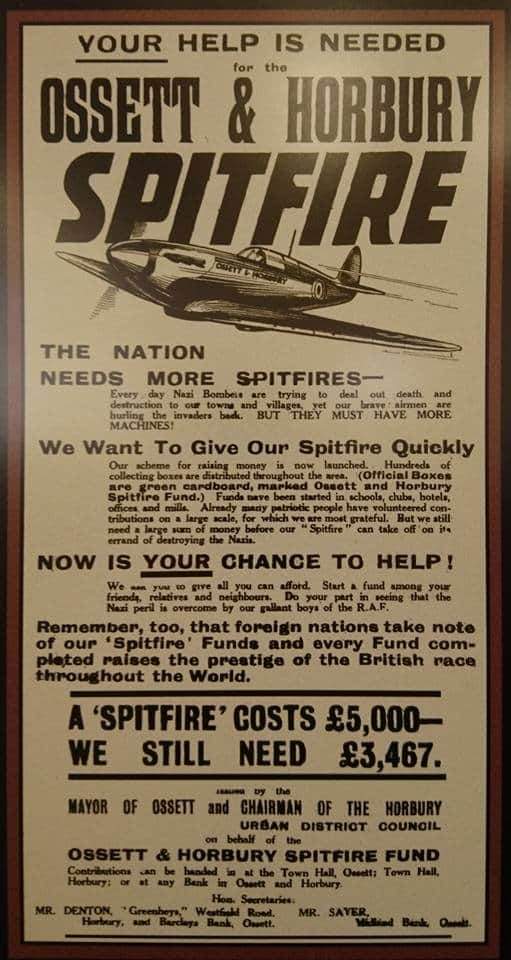 YOUR HELP IS NEEDED
for the
OSSETT & HORBURY
SPITFIRE
OSSETT & HORBURY
THE NATION
NEEDS MORE SPITFIRES—
Every day Nazi Bombers are trying to deal out death and
destruction to our towns and villages, yet our brave airmen are
hurling the invaders back. BUT THEY MUST HAVE MORE
MACHINES!
We Want To Give Our Spitfire Quickly
Our scheme for raising money is now launched. Hundreds of
collecting boxes are distributed throughout the area. (Official Boxes
are green cardboard, marked Ossett and Horbury
Spitfire Fund.) Funds have been started in schools, clubs, hotels,
offices and mills. Already many patriotic people have volunteered con-
tributions on a large scale, for which we are most grateful. But we still
need a large sum of money before our "Spitfire" can take off on its
errand of destroying the Nazis.
NOW IS YOUR CHANCE TO HELP!
We ask you to give all you can afford. Start a fund among your
friends, relatives and neighbours. Do your part in seeing that the
Nazi peril is overcome by our gallant boys of the R.A.F.
Remember, too, that foreign nations take note
of our 'Spitfire' Funds and every Fund com-
pleted raises the prestige of the British race
throughout the World.
A 'SPITFIRE' COSTS £5,000—
WE STILL NEED £3,467.
issued by the
MAYOR OF OSSETT and CHAIRMAN OF THE HORBURY
URBAN DISTRICT COUNCIL
on behalf of the
OSSETT & HORBURY SPITFIRE FUND
Contributions can be handed in at the Town Hall, Ossett; Town Hall,
Horbury; or at any Bank in Ossett and Horbury.
Hon. Secretaries:
MR. DENTON, "Greenheys," Westfield Road. MR. SAYER,
Horbury, and Barclays Bank, Ossett. Midland Bank, Ossett.